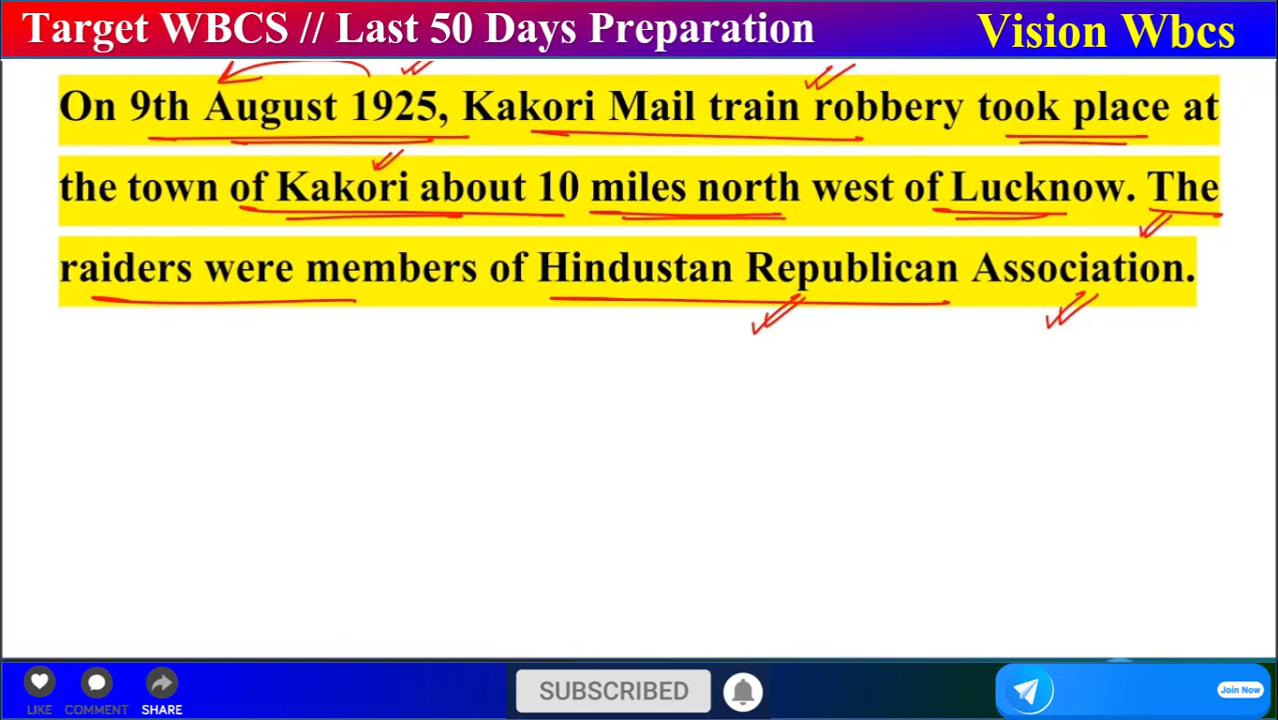 Target WBCS // Last 50 Days Preparation
Vision Wbcs
On 9th August 1925, Kakori Mail train robbery took place at
the town of Kakori about 10 miles north west of Lucknow. The
raiders were members of Hindustan Republican Association.
LIKE COMMENT SHARE
SUBSCRIBED
Join Now